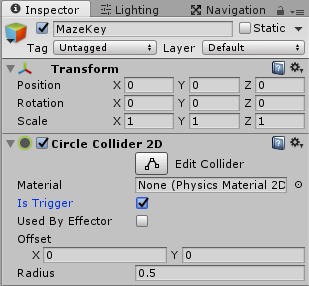 Inspector Lighting Navigation
MazeKey Static
Tag Untagged Layer Default
Transform
Position X 0 Y 0 Z 0
Rotation X 0 Y 0 Z 0
Scale X 1 Y 1 Z 1
Circle Collider 2D
Edit Collider
Material None (Physics Material 2D
Is Trigger
Used By Effector
Offset
X 0 Y 0
Radius 0.5